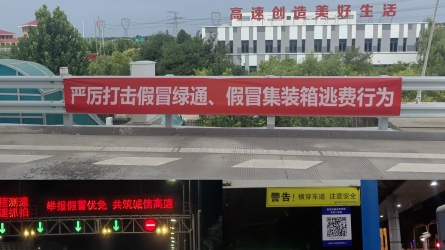 高速创造美好生活
严厉打击假冒绿通、假冒集装箱逃费行为
举报假冒优免 共筑诚信高速
警告! 横穿车道 注意安全